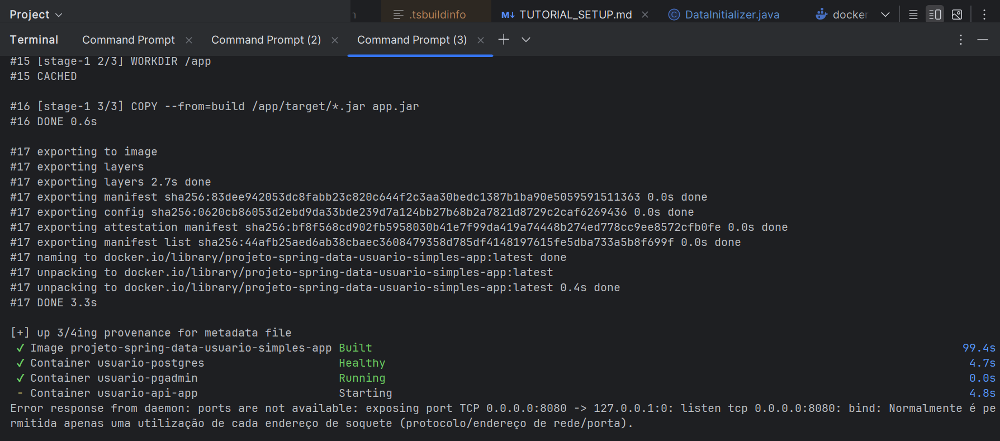 Project
.tsbuildinfo
M↓ TUTORIAL_SETUP.md
DataInitializer.java
docker
Terminal
Command Prompt
Command Prompt (2)
Command Prompt (3)
#15 [stage-1 2/3] WORKDIR /app
#15 CACHED
#16 [stage-1 3/3] COPY --from=build /app/target/*.jar app.jar
#16 DONE 0.6s
#17 exporting to image
#17 exporting layers
#17 exporting layers 2.7s done
#17 exporting manifest sha256:83dee942053dc8fabb23c820c644f2c3aa30bedc1387b1ba90e5059591511363 0.0s done
#17 exporting config sha256:0620cb86053d2ebd9da33bde239d7a124bb27b68b2a7821d8729c2caf6269436 0.0s done
#17 exporting attestation manifest sha256:bf8f568cd902fb5958030b41e7f99da419a74448b274ed778cc9ee8572cfb0fe 0.0s done
#17 exporting manifest list sha256:44afb25aed6ab38cbaec3608479358d785df4148197615fe5dba733a5b8f699f 0.0s done
#17 naming to docker.io/library/projeto-spring-data-usuario-simples-app:latest done
#17 unpacking to docker.io/library/projeto-spring-data-usuario-simples-app:latest
#17 unpacking to docker.io/library/projeto-spring-data-usuario-simples-app:latest 0.4s done
#17 DONE 3.3s
[+] up 3/4ing provenance for metadata file
✓ Image projeto-spring-data-usuario-simples-app Built 99.4s
✓ Container usuario-postgres Healthy 4.7s
✓ Container usuario-pgadmin Running 0.0s
- Container usuario-api-app Starting 4.8s
Error response from daemon: ports are not available: exposing port TCP 0.0.0.0:8080 -> 127.0.0.1:0: listen tcp 0.0.0.0:8080: bind: Normalmente é pe
rmitida apenas uma utilização de cada endereço de soquete (protocolo/endereço de rede/porta).